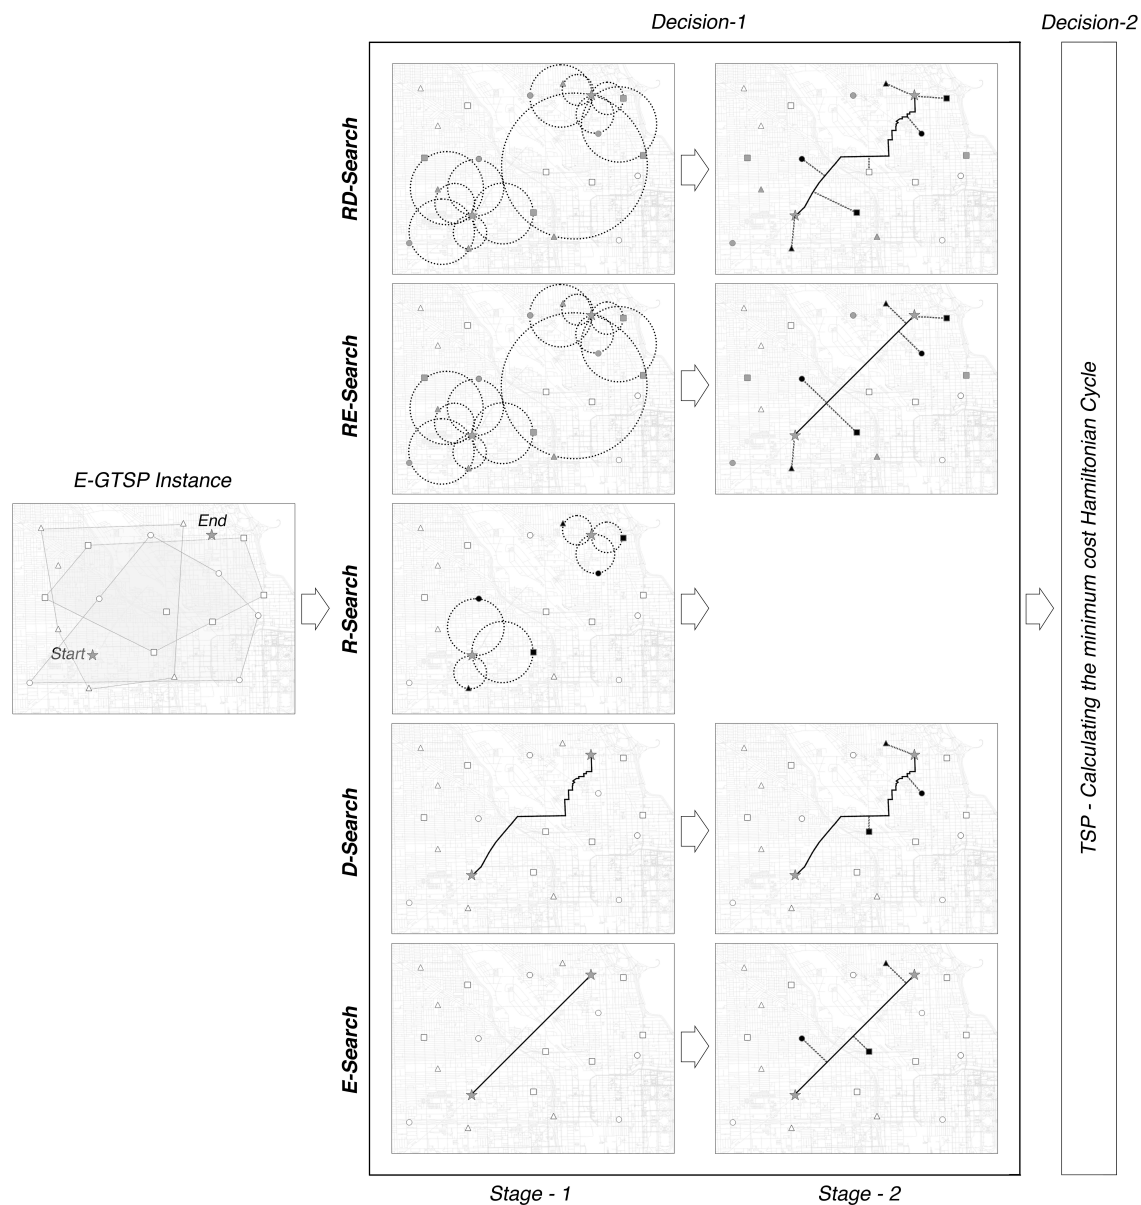 Decision-1
Decision-2
RD-Search
RE-Search
E-GTSP Instance
End
Start
R-Search
D-Search
E-Search
TSP - Calculating the minimum cost Hamiltonian Cycle
Stage - 1
Stage - 2